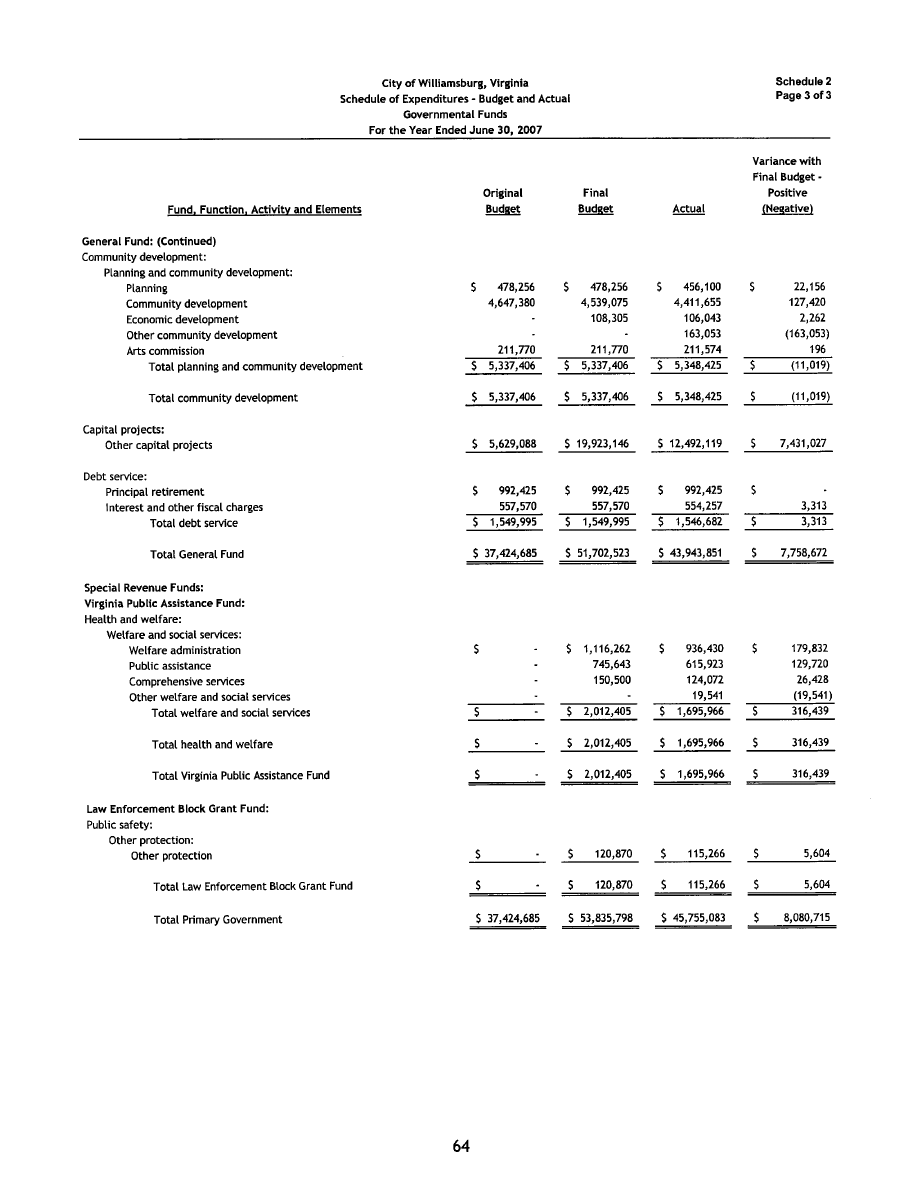 City of Williamsburg, Virginia Schedule 2
Schedule of Expenditures - Budget and Actual Page 3 of 3
Governmental Funds
For the Year Ended June 30, 2007
Variance with
Final Budget -
Original Final Positive
Fund, Function, Activity and Elements Budget Budget Actual (Negative)
General Fund: (Continued)
Community development:
Planning and community development:
Planning $ 478,256 $ 478,256 $ 456,100 $ 22,156
Community development 4,647,380 4,539,075 4,411,655 127,420
Economic development - 108,305 106,043 2,262
Other community development - - 163,053 (163,053)
Arts commission 211,770 211,770 211,574 196
Total planning and community development $ 5,337,406 $ 5,337,406 $ 5,348,425 $ (11,019)
Total community development $ 5,337,406 $ 5,337,406 $ 5,348,425 $ (11,019)
Capital projects:
Other capital projects $ 5,629,088 $ 19,923,146 $ 12,492,119 $ 7,431,027
Debt service:
Principal retirement $ 992,425 $ 992,425 $ 992,425 $ -
Interest and other fiscal charges 557,570 557,570 554,257 3,313
Total debt service $ 1,549,995 $ 1,549,995 $ 1,546,682 $ 3,313
Total General Fund $ 37,424,685 $ 51,702,523 $ 43,943,851 $ 7,758,672
Special Revenue Funds:
Virginia Public Assistance Fund:
Health and welfare:
Welfare and social services:
Welfare administration $ - $ 1,116,262 $ 936,430 $ 179,832
Public assistance - 745,643 615,923 129,720
Comprehensive services - 150,500 124,072 26,428
Other welfare and social services - - 19,541 (19,541)
Total welfare and social services $ - $ 2,012,405 $ 1,695,966 $ 316,439
Total health and welfare $ - $ 2,012,405 $ 1,695,966 $ 316,439
Total Virginia Public Assistance Fund $ - $ 2,012,405 $ 1,695,966 $ 316,439
Law Enforcement Block Grant Fund:
Public safety:
Other protection:
Other protection $ - $ 120,870 $ 115,266 $ 5,604
Total Law Enforcement Block Grant Fund $ - $ 120,870 $ 115,266 $ 5,604
Total Primary Government $ 37,424,685 $ 53,835,798 $ 45,755,083 $ 8,080,715
64